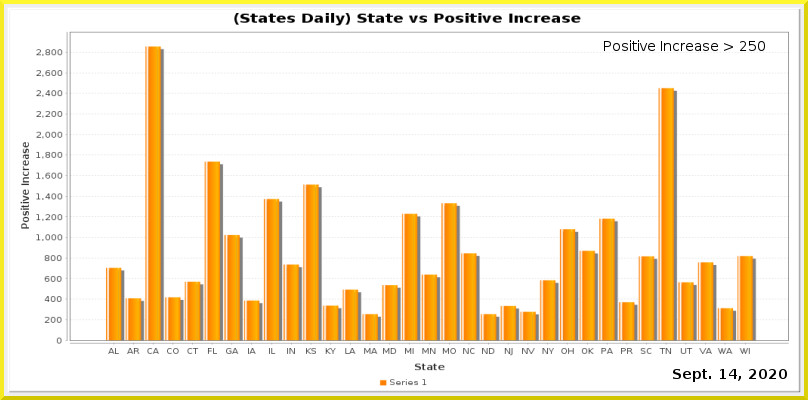 (States Daily) State vs Positive Increase
Positive Increase > 250
Positive Increase
2,800
2,600
2,400
2,200
2,000
1,800
1,600
1,400
1,200
1,000
800
600
400
200
0
AL AR CA CO CT FL GA IA IL IN KS KY LA MA MD MI MN MO NC ND NJ NV NY OH OK PA PR SC TN UT VA WA WI
State
Sept. 14, 2020
Series 1